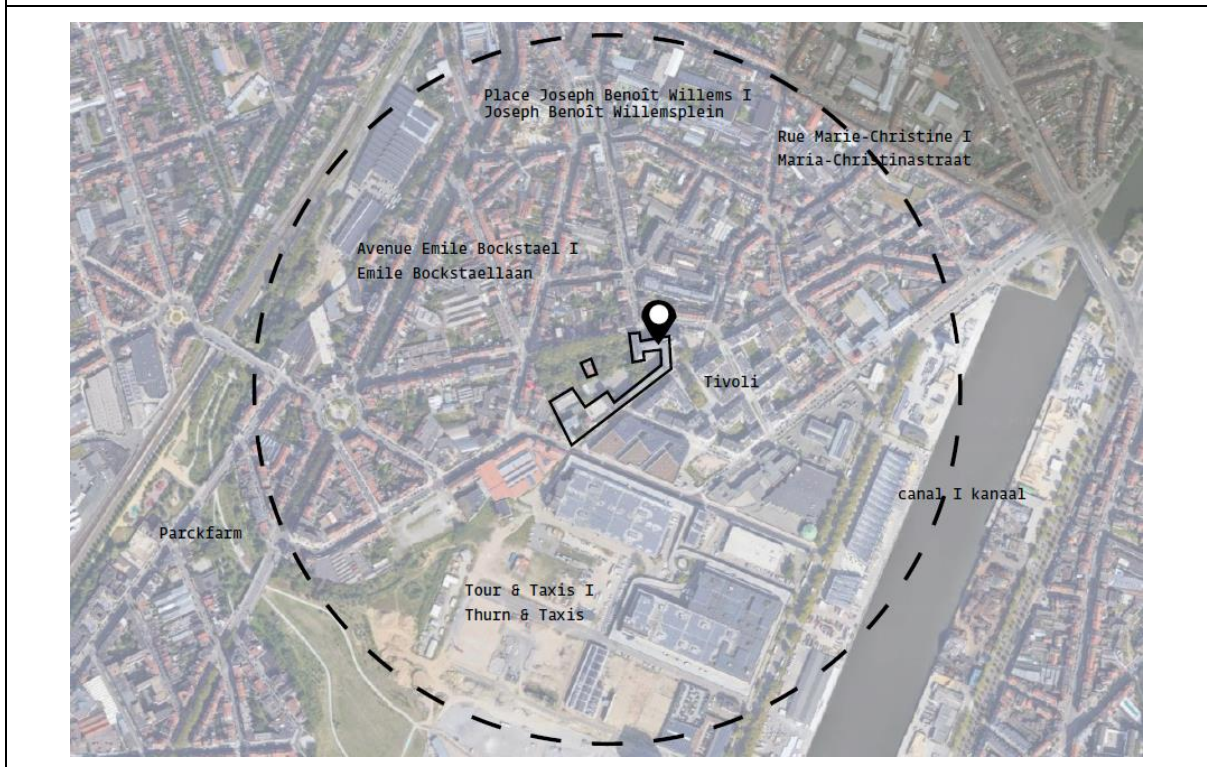 Place Joseph Benoît Willems I
Joseph Benoît Willemsplein
Rue Marie-Christine I
Maria-Christinastraat
Avenue Emile Bockstael I
Emile Bockstaellaan
Tivoli
canal I kanaal
Parckfarm
Tour & Taxis I
Thurn & Taxis